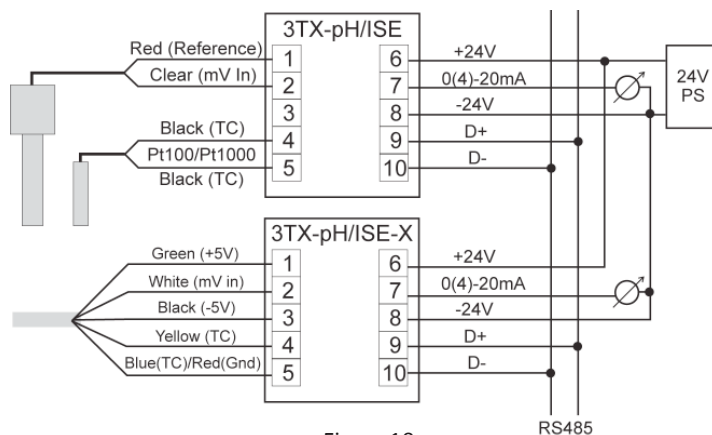 3TX-pH/ISE
Red (Reference) 1 6 +24V
Clear (mV In) 2 7 0(4)-20mA
3 8 -24V
Black (TC) 4 9 D+
Pt100/Pt1000
Black (TC) 5 10 D-
24V
PS
3TX-pH/ISE-X
Green (+5V) 1 6 +24V
White (mV in) 2 7 0(4)-20mA
Black (-5V) 3 8 -24V
Yellow (TC) 4 9 D+
Blue(TC)/Red(Gnd) 5 10 D-
RS485